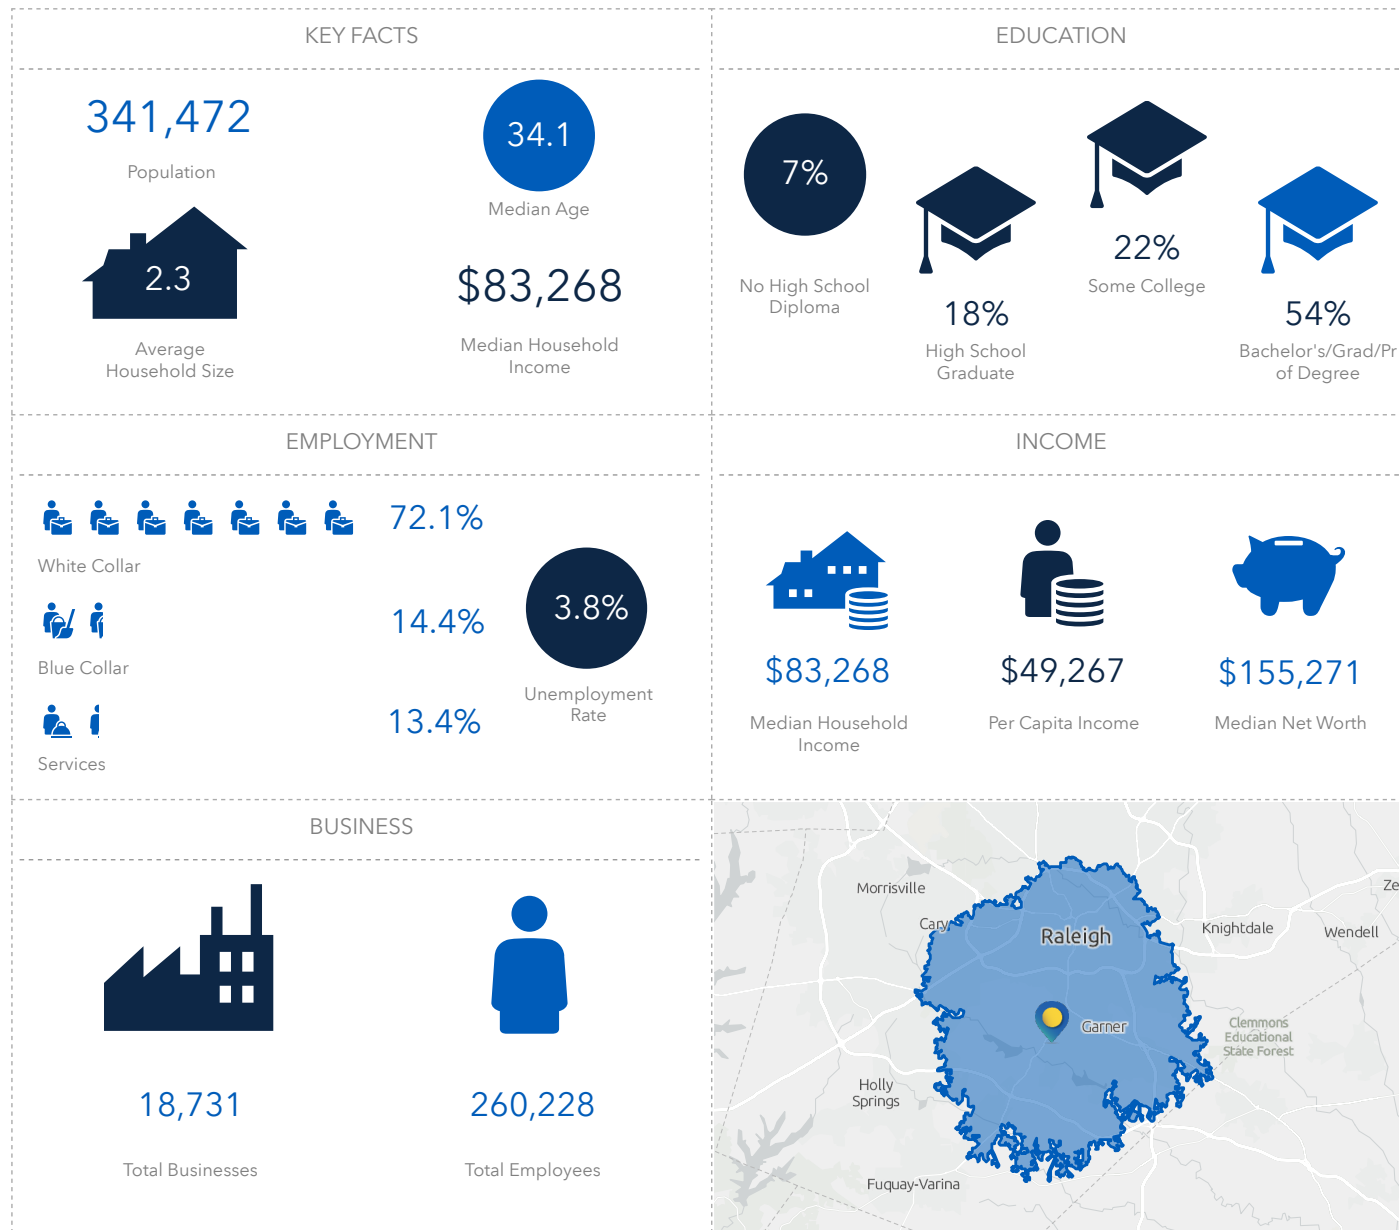 KEY FACTS
341,472
Population
34.1
Median Age
2.3
Average
Household Size
$83,268
Median Household
Income
EDUCATION
7%
No High School
Diploma
18%
High School
Graduate
22%
Some College
54%
Bachelor's/Grad/Pr
of Degree
EMPLOYMENT
72.1%
White Collar
14.4%
Blue Collar
13.4%
Services
3.8%
Unemployment
Rate
INCOME
$83,268
Median Household
Income
$49,267
Per Capita Income
$155,271
Median Net Worth
BUSINESS
18,731
Total Businesses
260,228
Total Employees
Morrisville
Ze
Cary
Raleigh
Knightdale
Wendell
Garner
Clemmons
Educational
State Forest
Holly
Springs
Fuquay-Varina